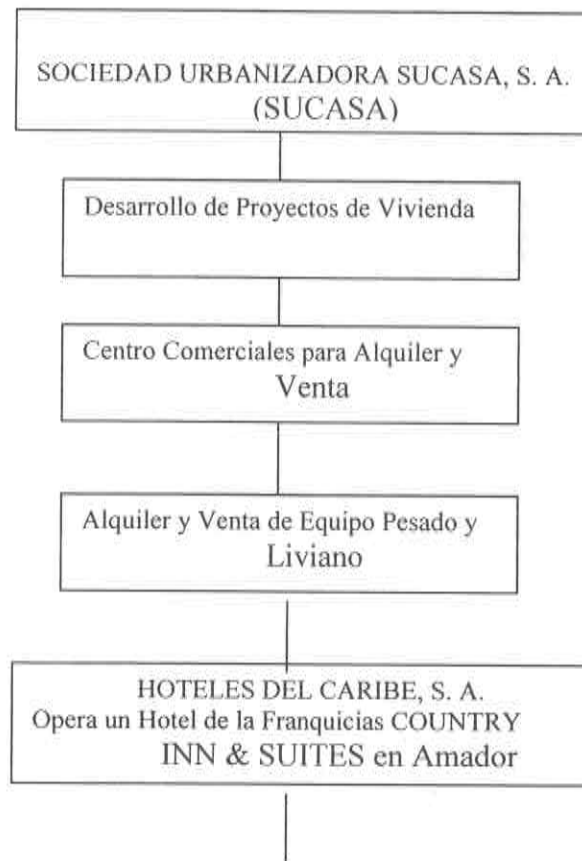 SOCIEDAD URBANIZADORA SUCASA, S. A.
(SUCASA)
Desarrollo de Proyectos de Vivienda
Centro Comerciales para Alquiler y
Venta
Alquiler y Venta de Equipo Pesado y
Liviano
HOTELES DEL CARIBE, S. A.
Opera un Hotel de la Franquicias COUNTRY
INN & SUITES en Amador